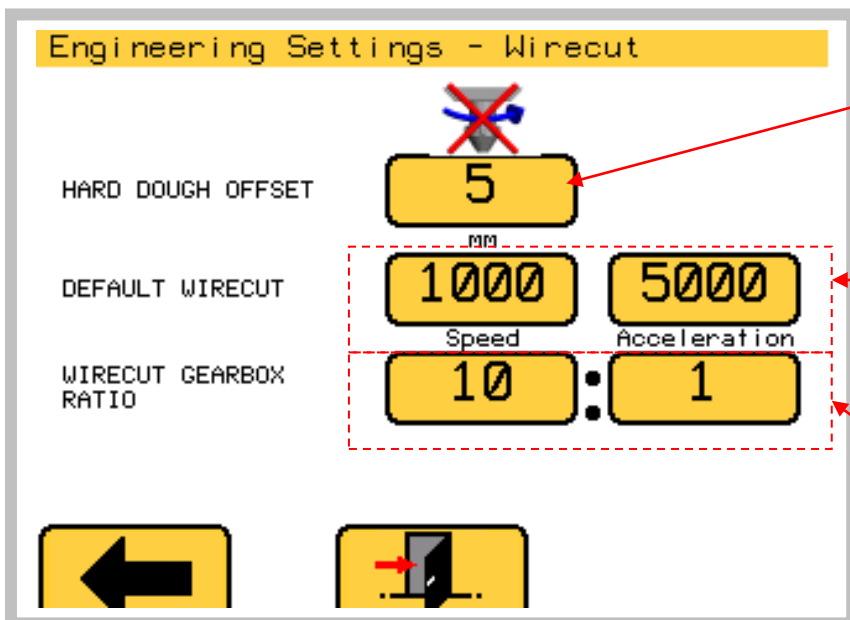 Engineering Settings - Wirecut
HARD DOUGH OFFSET
5
MM
DEFAULT WIRECUT
1000
5000
Speed
Acceleration
WIRECUT GEARBOX
RATIO
10
:
1